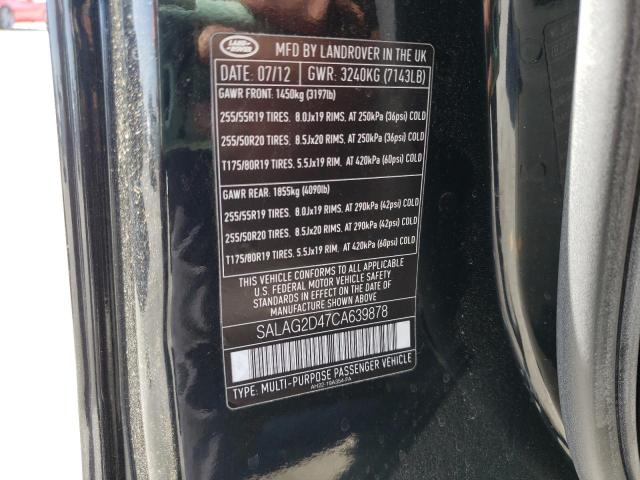 LAND ROVER
MFD BY LANDROVER IN THE UK
DATE: 07/12 GWR: 3240KG (7143LB)
GAWR FRONT: 1450kg (3197lb)
255/55R19 TIRES. 8.0Jx19 RIMS, AT 250kPa (36psi) COLD
255/50R20 TIRES. 8.5Jx20 RIMS, AT 250kPa (36psi) COLD
T175/80R19 TIRES. 5.5Jx19 RIM, AT 420kPa (60psi) COLD
GAWR REAR: 1855kg (4090lb)
255/55R19 TIRES. 8.0Jx19 RIMS, AT 290kPa (42psi) COLD
255/50R20 TIRES. 8.5Jx20 RIMS, AT 290kPa (42psi) COLD
T175/80R19 TIRES. 5.5Jx19 RIM, AT 420kPa (60psi) COLD
THIS VEHICLE CONFORMS TO ALL APPLICABLE
U.S. FEDERAL MOTOR VEHICLE SAFETY
STANDARDS IN EFFECT ON THE DATE OF
MANUFACTURE SHOWN ABOVE.
SALAG2D47CA639878
TYPE: MULTI-PURPOSE PASSENGER VEHICLE
AH22-19A354-FA